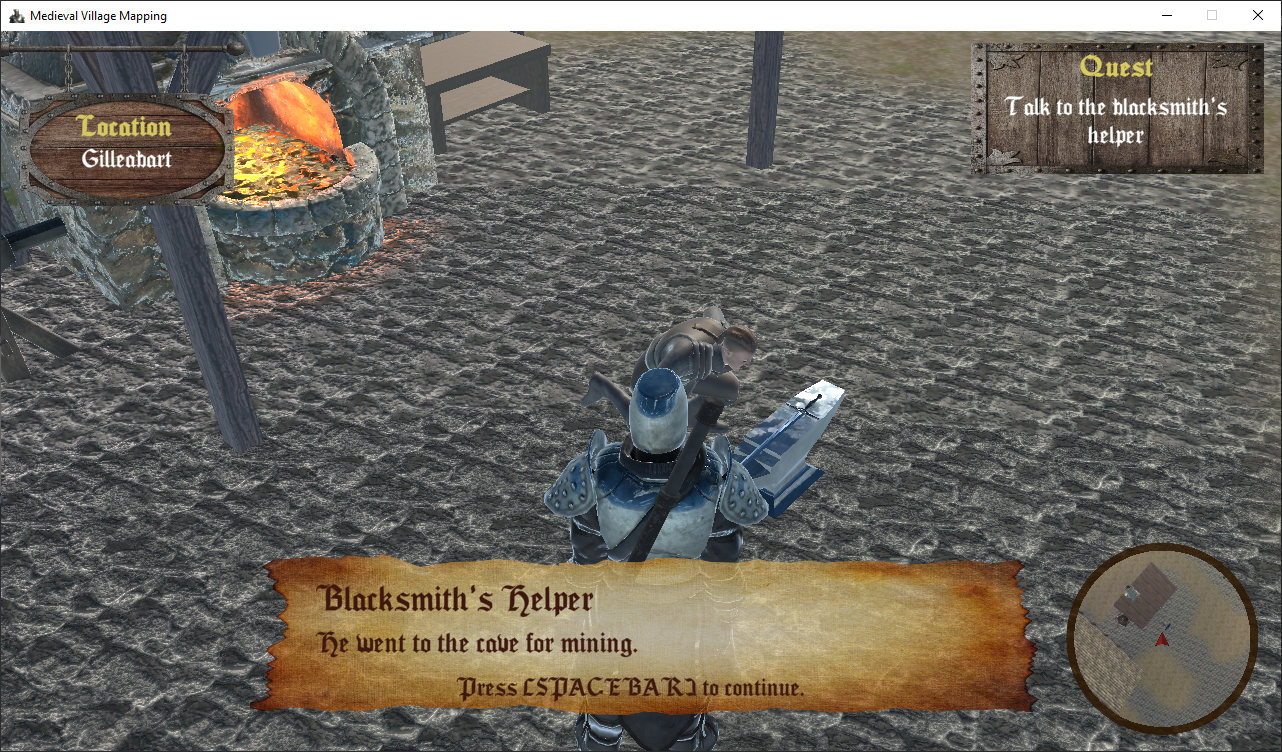 Medieval Village Mapping
Location
Gilleabart
Quest
Talk to the blacksmith's
helper
Blacksmith's Helper
He went to the cave for mining.
Press [SPACEBAR] to continue.